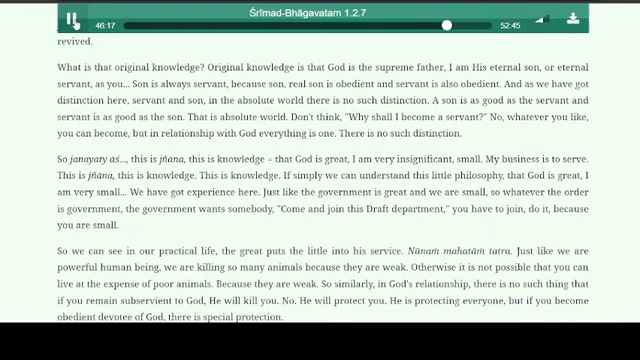 Śrīmad-Bhāgavatam 1.2.7
46:17
52:45
revived.
What is that original knowledge? Original knowledge is that God is the supreme father, I am His eternal son, or eternal
servant, as you... Son is always servant, because son, real son is obedient and servant is also obedient. And as we have got
distinction here, servant and son, in the absolute world there is no such distinction. A son is as good as the servant and
servant is as good as the son. That is absolute world. Don't think, "Why shall I become a servant?" No, whatever you like,
you can become, but in relationship with God everything is one. There is no such distinction.
So janayaty aś..., this is jñāna, this is knowledge = that God is great, I am very insignificant, small. My business is to serve.
This is jñāna, this is knowledge. This is knowledge. If simply we can understand this little philosophy, that God is great, I
am very small... We have got experience here. Just like the government is great and we are small, so whatever the order
is government, the government wants somebody, "Come and join this Draft department," you have to join, do it, because
you are small.
So we can see in our practical life, the great puts the little into his service. Nūnaṁ mahatāṁ tatra. Just like we are
powerful human being, we are killing so many animals because they are weak. Otherwise it is not possible that you can
live at the expense of poor animals. Because they are weak. So similarly, in God's relationship, there is no such thing that
if you remain subservient to God, He will kill you. No. He will protect you. He is protecting everyone, but if you become
obedient devotee of God, there is special protection.